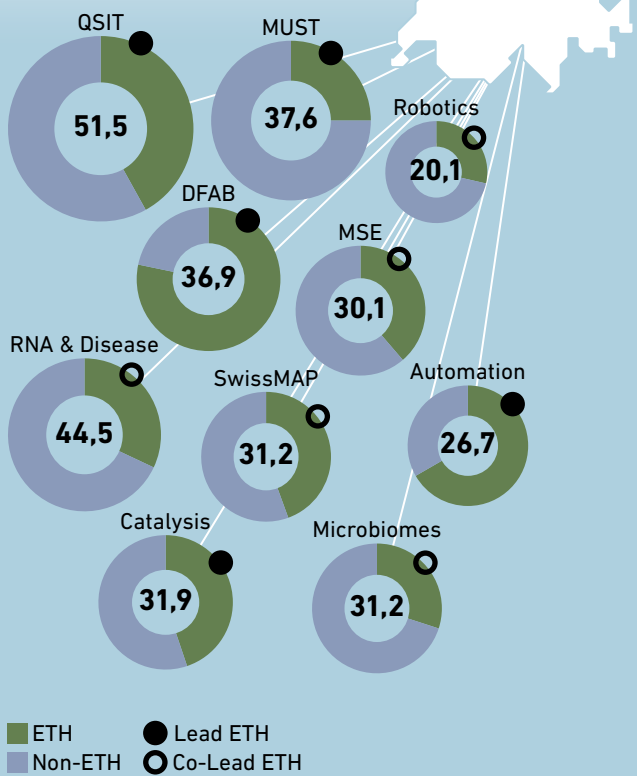 QSIT
51,5
MUST
37,6
Robotics
20,1
DFAB
36,9
MSE
30,1
RNA & Disease
44,5
SwissMAP
31,2
Automation
26,7
Catalysis
31,9
Microbiomes
31,2
ETH
Lead ETH
Non-ETH
Co-Lead ETH